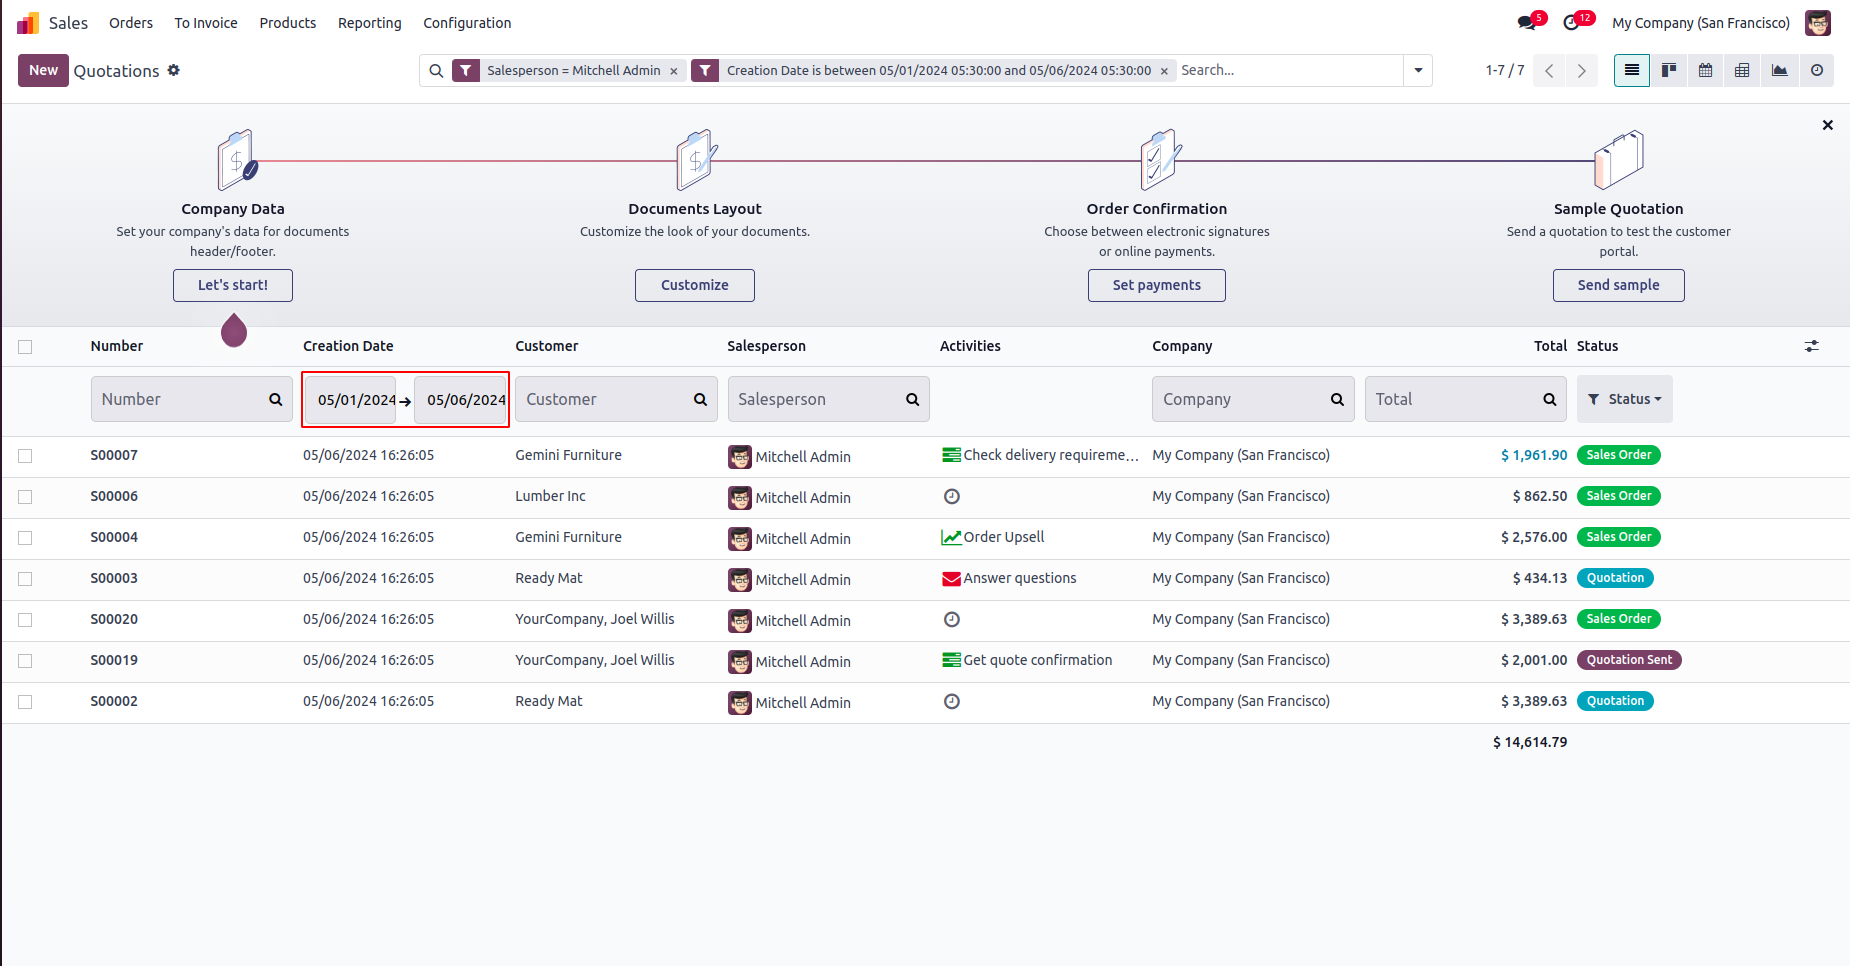 Sales Orders To Invoice Products Reporting Configuration 5 12 My Company (San Francisco)
New Quotations Salesperson = Mitchell Admin × Creation Date is between 05/01/2024 05:30:00 and 05/06/2024 05:30:00 × Search... 1-7 / 7
Company Data Documents Layout Order Confirmation Sample Quotation
Set your company's data for documents Customize the look of your documents. Choose between electronic signatures Send a quotation to test the customer
header/footer. or online payments. portal.
Let's start! Customize Set payments Send sample
Number Creation Date Customer Salesperson Activities Company Total Status
Number 05/01/2024 05/06/2024 Customer Salesperson Company Total Status
S00007 05/06/2024 16:26:05 Gemini Furniture Mitchell Admin Check delivery requireme... My Company (San Francisco) $ 1,961.90 Sales Order
S00006 05/06/2024 16:26:05 Lumber Inc Mitchell Admin My Company (San Francisco) $ 862.50 Sales Order
S00004 05/06/2024 16:26:05 Gemini Furniture Mitchell Admin Order Upsell My Company (San Francisco) $ 2,576.00 Sales Order
S00003 05/06/2024 16:26:05 Ready Mat Mitchell Admin Answer questions My Company (San Francisco) $ 434.13 Quotation
S00020 05/06/2024 16:26:05 YourCompany, Joel Willis Mitchell Admin My Company (San Francisco) $ 3,389.63 Sales Order
S00019 05/06/2024 16:26:05 YourCompany, Joel Willis Mitchell Admin Get quote confirmation My Company (San Francisco) $ 2,001.00 Quotation Sent
S00002 05/06/2024 16:26:05 Ready Mat Mitchell Admin My Company (San Francisco) $ 3,389.63 Quotation
$ 14,614.79